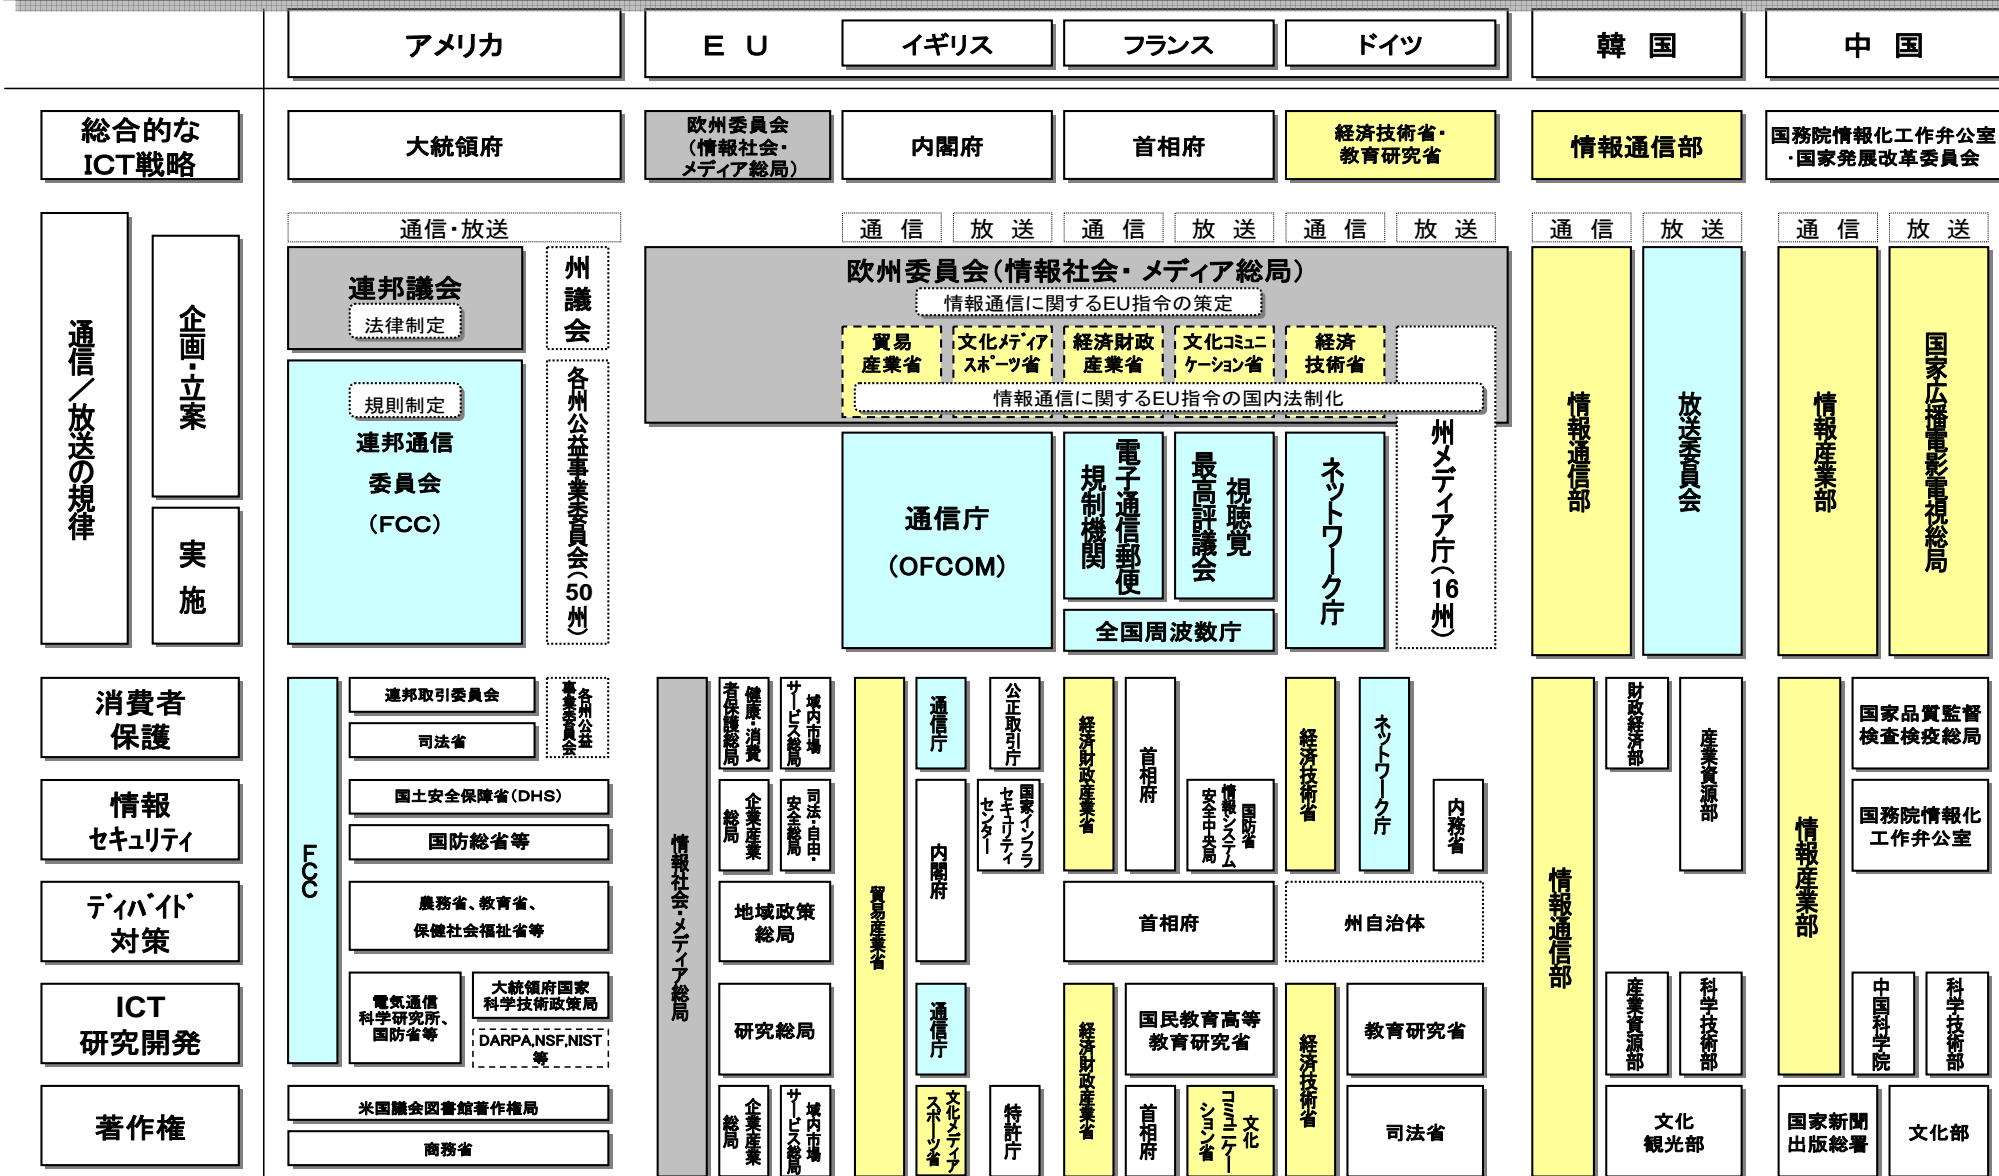 アメリカ
ＥＵ
イギリス
フランス
ドイツ
韓国
中国
総合的な
ICT戦略
大統領府
欧州委員会
（情報社会・
メディア総局）
内閣府
首相府
経済技術省・
教育研究省
情報通信部
国務院情報化工作弁公室
・国家発展改革委員会
通信／放送の規律
企画・立案
実施
通信・放送
連邦議会
法律制定
州議会
規則制定
連邦通信
委員会
（FCC）
各州公益事業委員会（50州）
通信
放送
通信
放送
通信
放送
欧州委員会（情報社会・メディア総局）
情報通信に関するEU指令の策定
貿易
産業省
文化メディア
スポーツ省
経済財政
産業省
文化コミュニ
ケーション省
経済
技術省
情報通信に関するEU指令の国内法制化
通信庁
（OFCOM）
電子通信郵便
規制機関
視聴覚
最高評議会
全国周波数庁
ネットワーク庁
州メディア庁（16州）
通信
放送
情報通信部
放送委員会
通信
放送
情報産業部
国家広播電影電視総局
消費者
保護
情報
セキュリティ
ディバイド
対策
ICT
研究開発
著作権
FCC
連邦取引委員会
司法省
各州公益
事業委員会
国土安全保障省（DHS）
国防総省等
農務省、教育省、
保健社会福祉省等
電気通信
科学研究所、
国防省等
大統領府国家
科学技術政策局
DARPA,NSF,NIST
等
米国議会図書館著作権局
商務省
情報社会・メディア総局
健康・消費
者保護総局
域内市場
サービス総局
企業産業
総局
司法・自由・
安全総局
地域政策
総局
研究総局
企業産業
総局
域内市場
サービス総局
貿易産業省
通信庁
公正取引庁
内閣府
国家インフラ
セキュリティ
センター
通信庁
文化メディア
スポーツ省
特許庁
経済財政産業省
首相府
国防省
情報システム
安全中央局
首相府
経済財政産業省
国民教育高等
教育研究省
首相府
文化
コミュニケー
ション省
経済技術省
ネットワーク庁
内務省
州自治体
経済技術省
教育研究省
司法省
情報通信部
財政経済部
産業資源部
産業資源部
科学技術部
文化
観光部
情報産業部
国家品質監督
検査検疫総局
国務院情報化
工作弁公室
中国科学院
科学技術部
国家新聞
出版総署
文化部